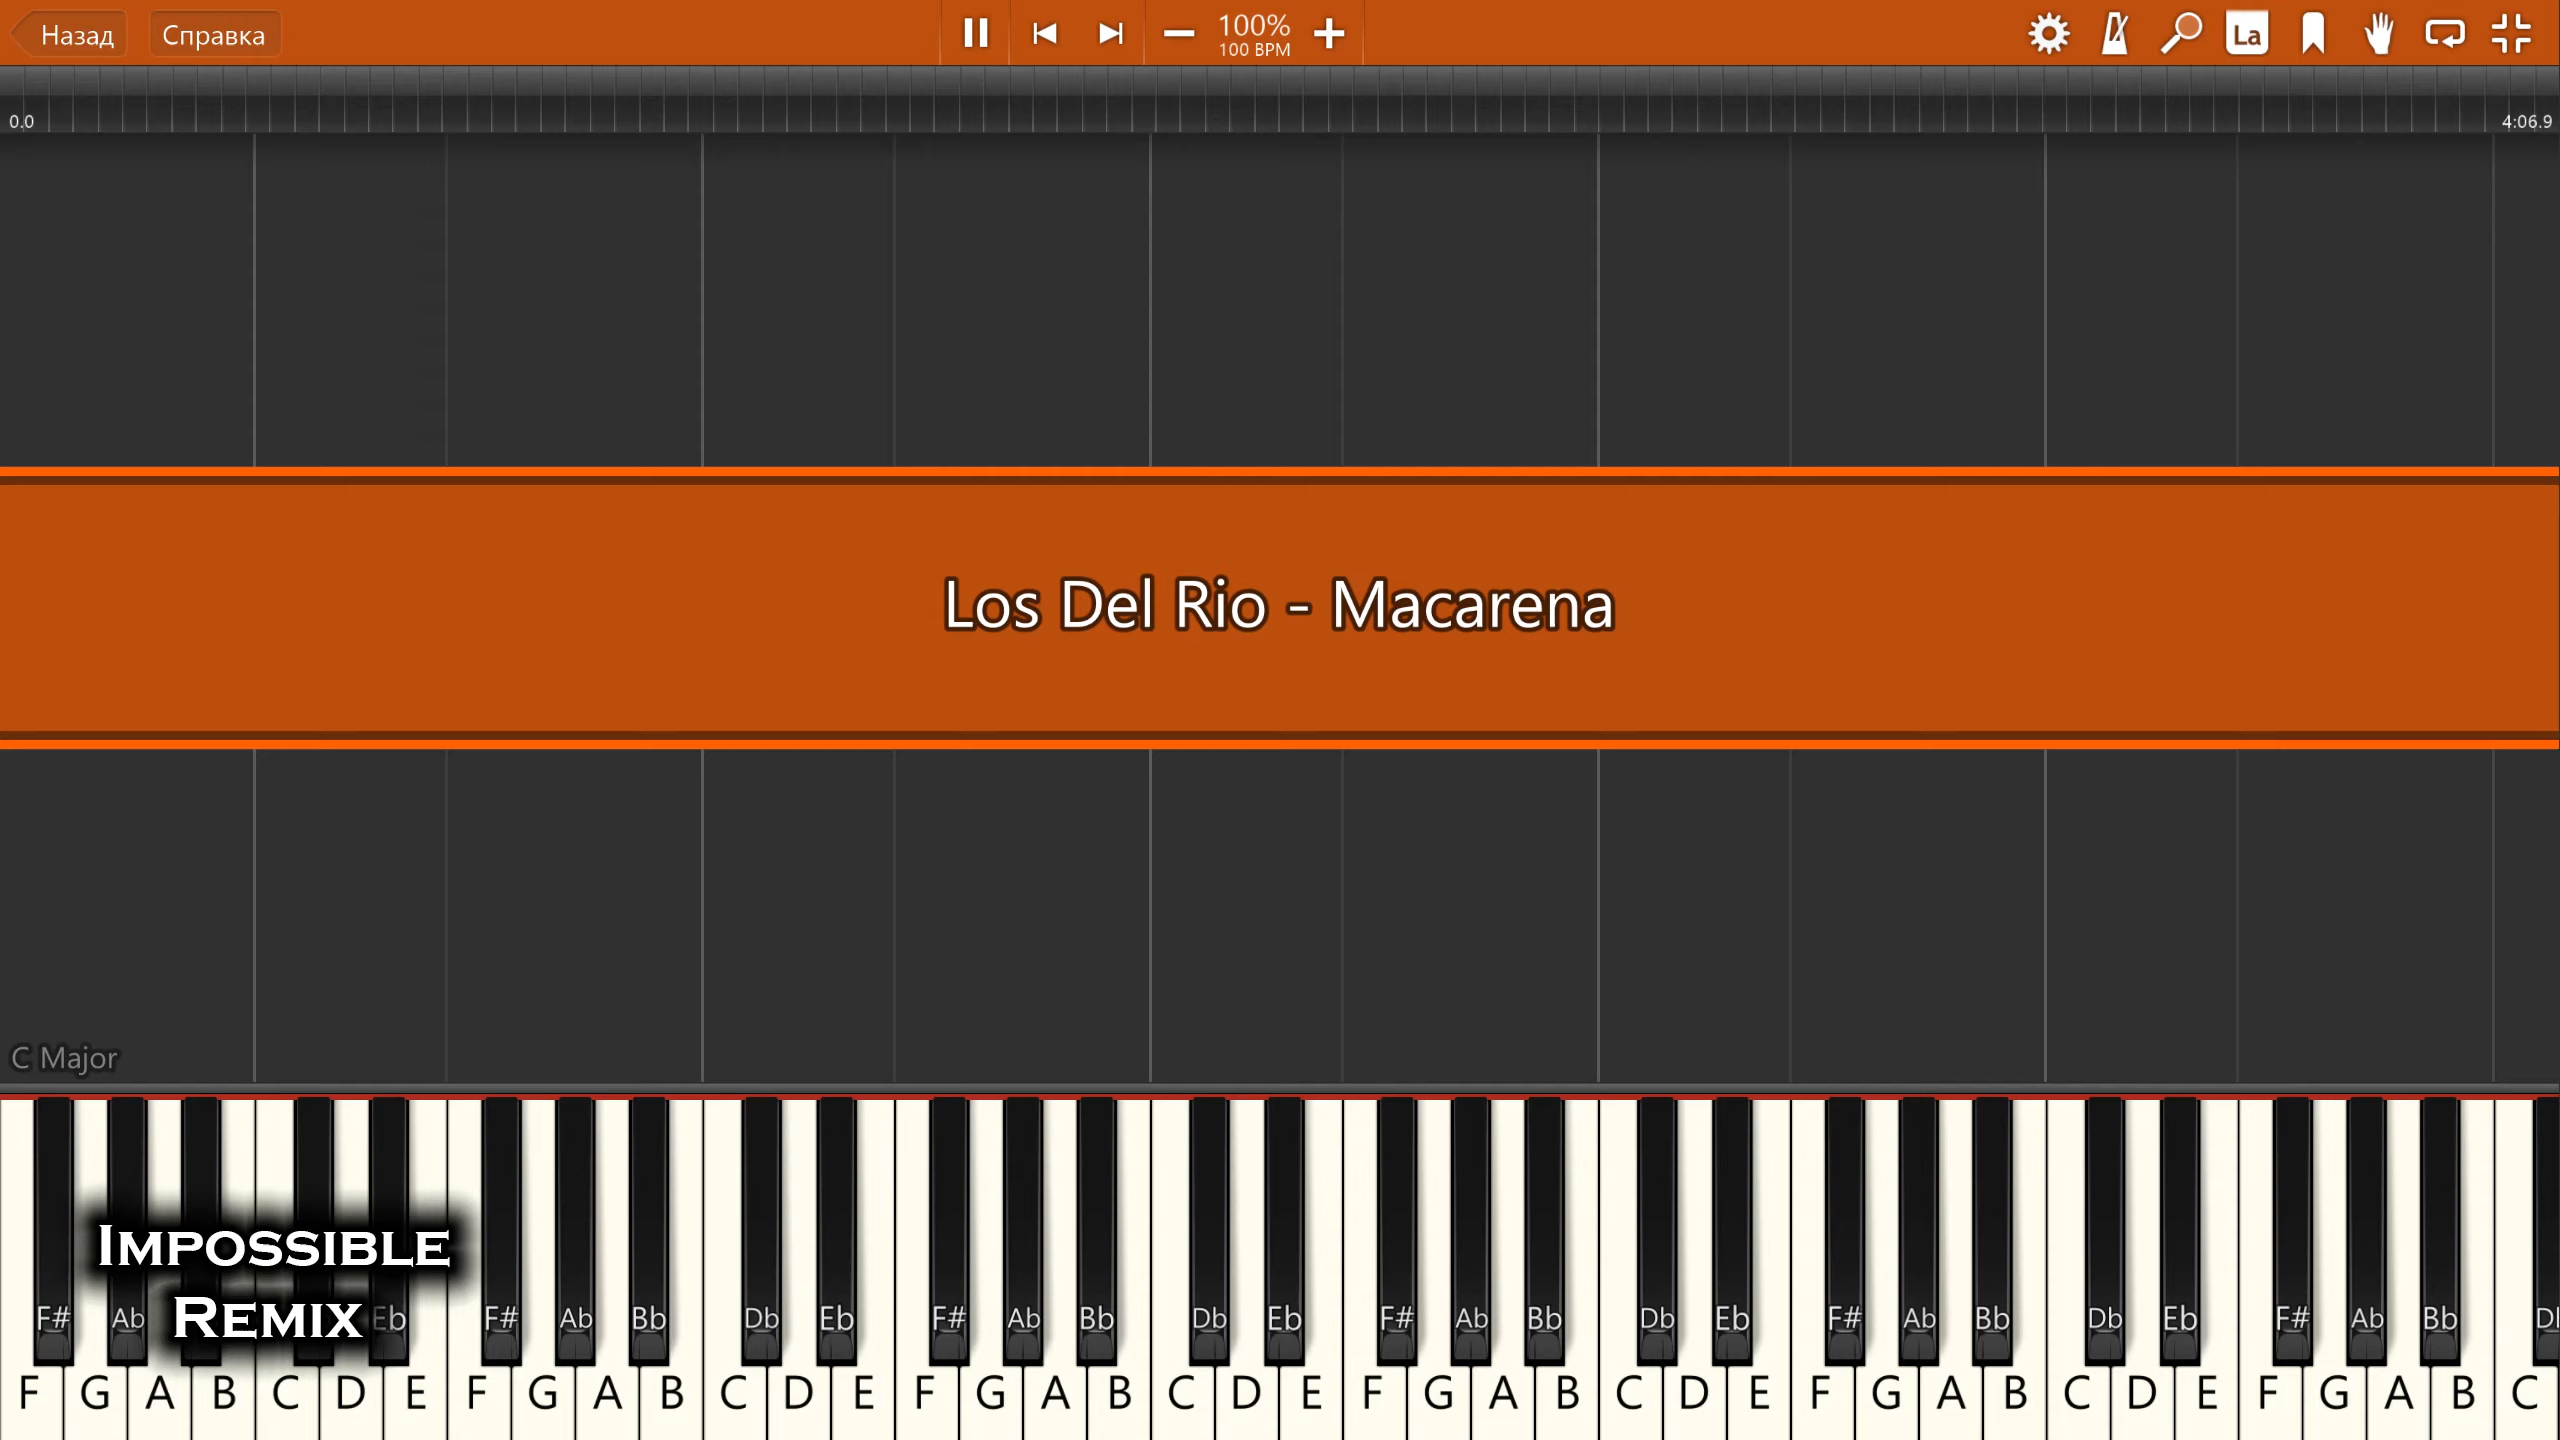 Назад Справка 100% La
100 BPM
0.0 4:06.9
Los Del Rio - Macarena
C Major
Impossible
Remix
F# Ab Eb F# Ab Bb Db Eb F# Ab Bb Db Eb F# Ab Bb Db Eb F# Ab Bb Db Eb F# Ab Bb
F G A B C D E F G A B C D E F G A B C D E F G A B C D E F G A B C D E F G A B C